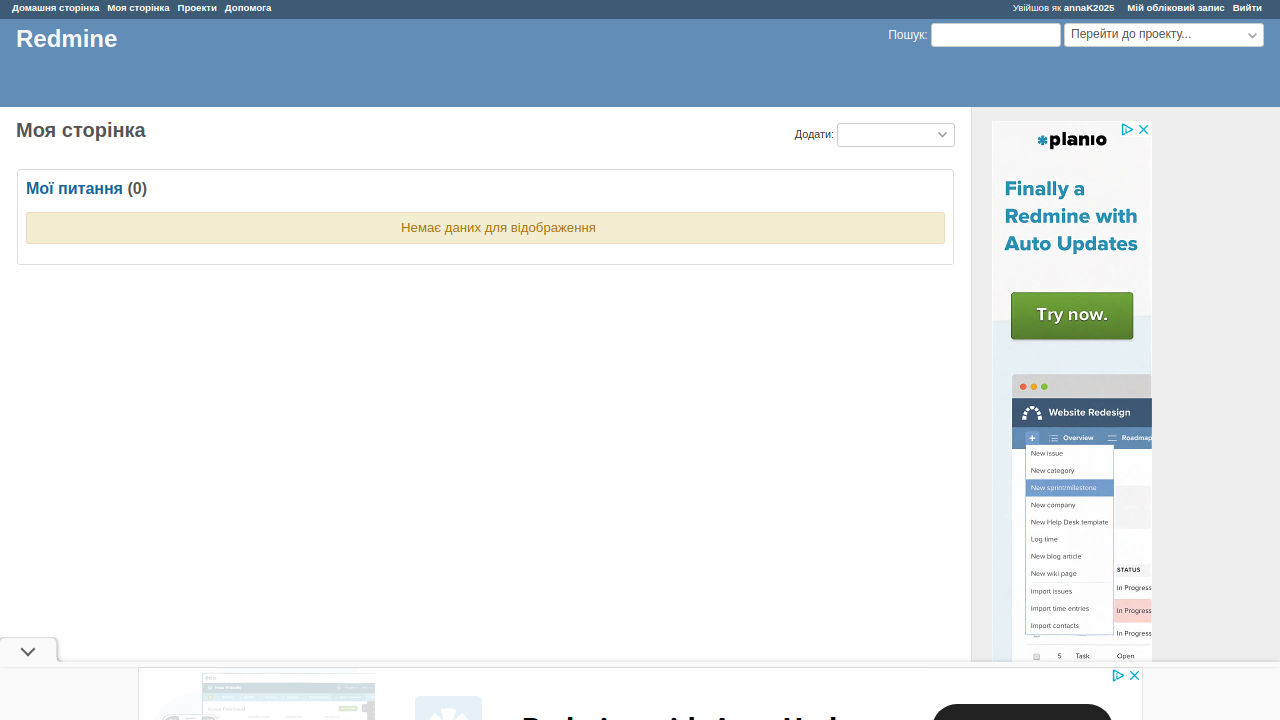 Домашня сторінка Моя сторінка Проекти Допомога
Увійшов як annaK2025 Мій обліковий запис Вийти
Redmine
Пошук: Перейти до проекту...
Моя сторінка
Додати:
Мої питання (0)
Немає даних для відображення
planio
Finally a
Redmine with
Auto Updates
Try now.
Website Redesign
+ Overview Roadmap
New issue
New category
New sprint/milestone
New company
New Help Desk template
Log time
New blog article
New wiki page
Import issues
Import time entries
Import contacts
STATUS
In Progress
In Progress
In Progress
5 Task Open